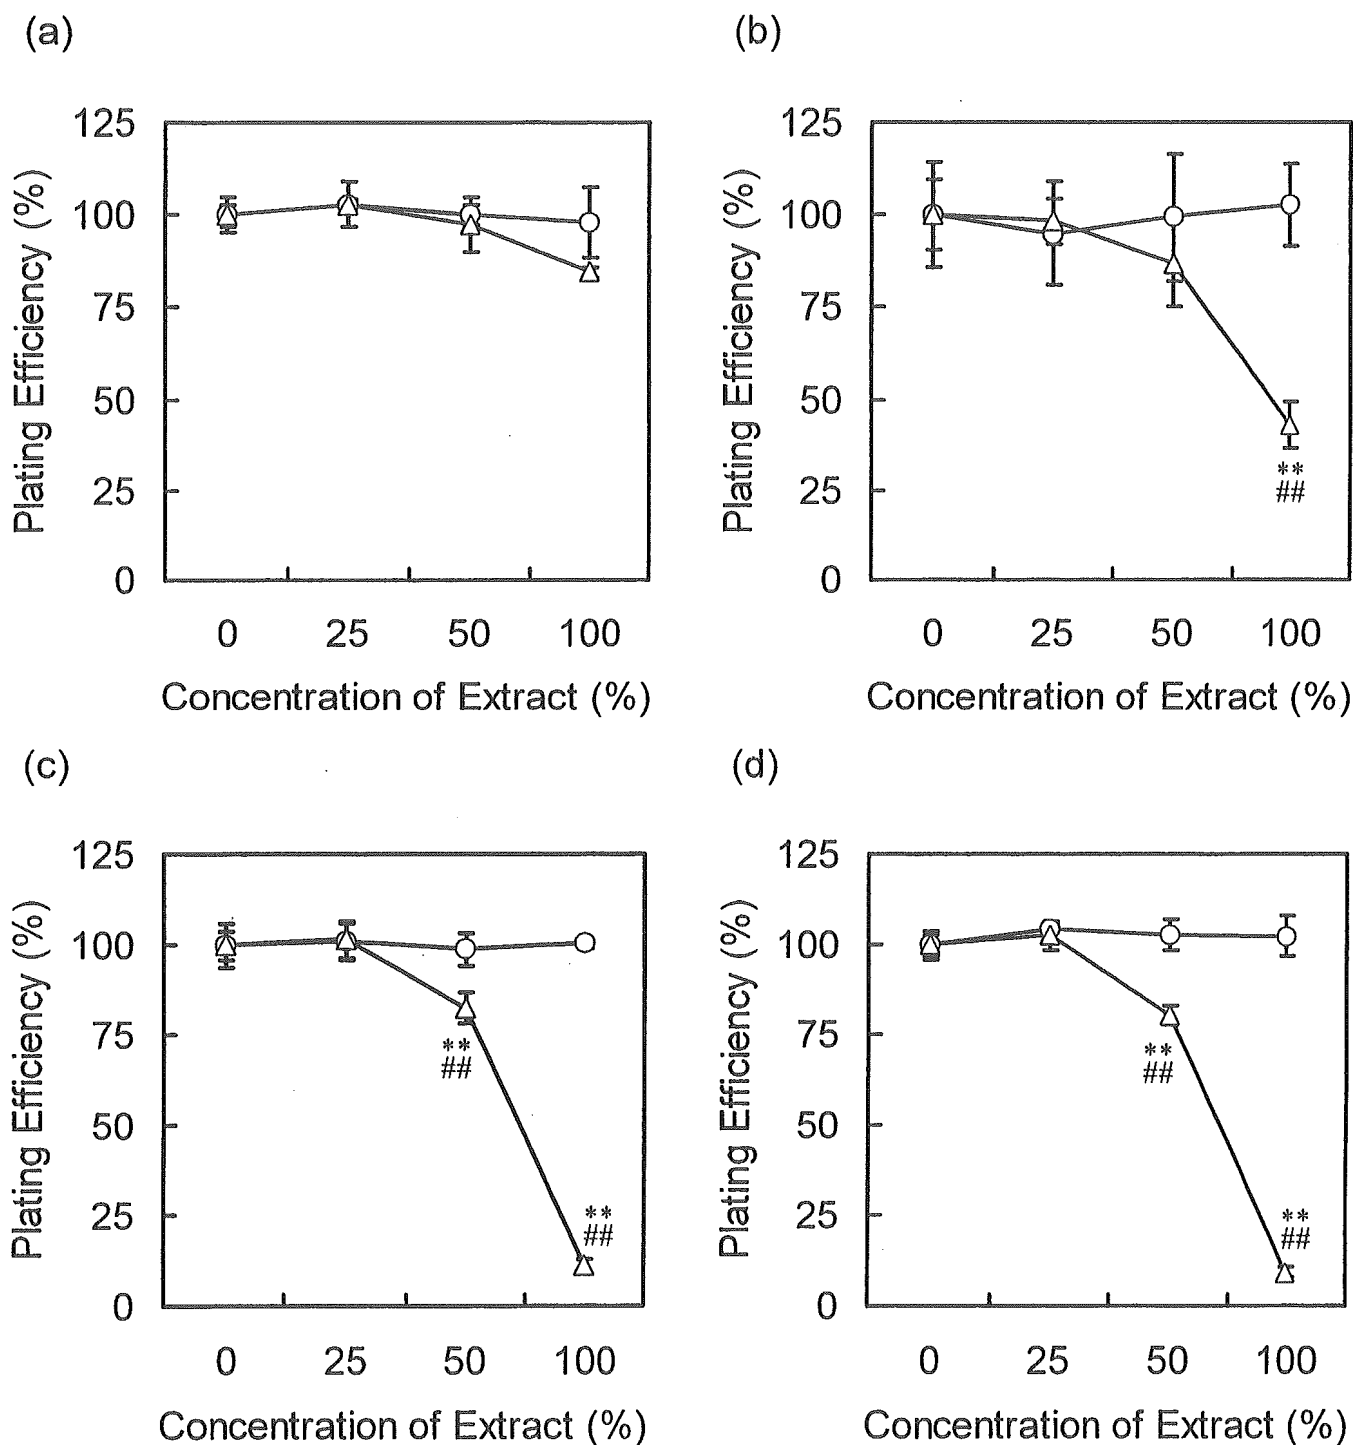 (a)
125
100
75
50
25
0
Plating Efficiency (%)
0 25 50 100
Concentration of Extract (%)
(b)
125
100
75
50
25
0
Plating Efficiency (%)
**
##
0 25 50 100
Concentration of Extract (%)
(c)
125
100
75
50
25
0
Plating Efficiency (%)
**
##
**
##
0 25 50 100
Concentration of Extract (%)
(d)
125
100
75
50
25
0
Plating Efficiency (%)
**
##
**
##
0 25 50 100
Concentration of Extract (%)